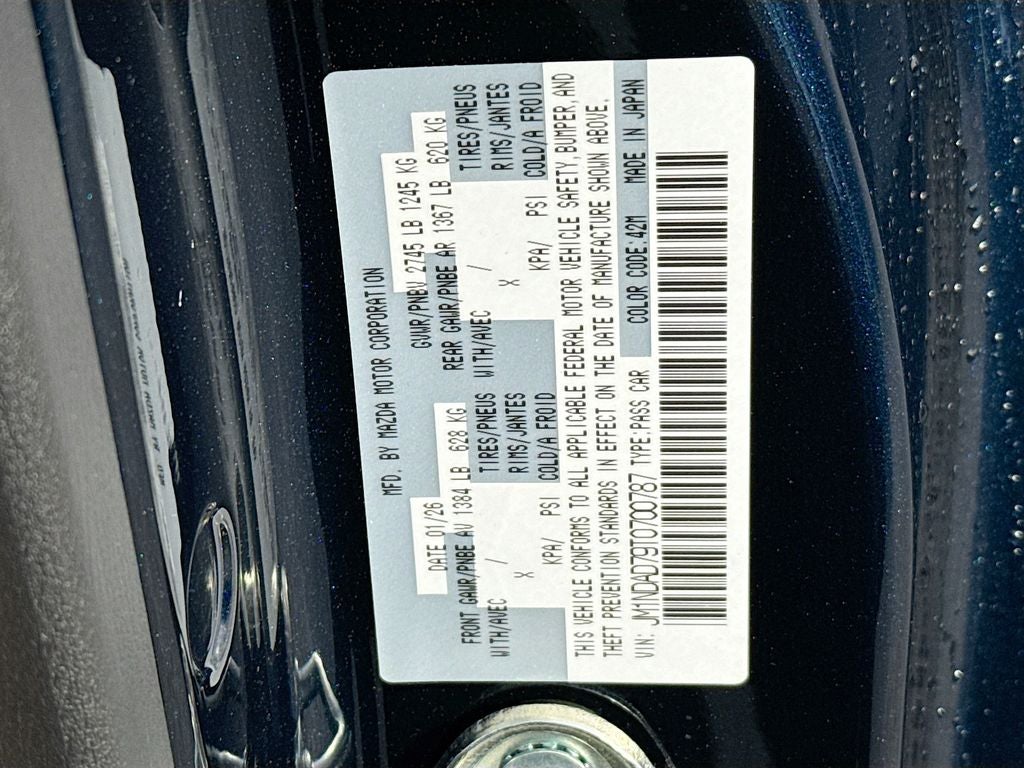 MFD. BY MAZDA MOTOR CORPORATION
DATE 01/26 GVWR/PNBV 2745 LB 1245 KG
FRONT GAWR/PNBE AV 1384 LB 628 KG REAR GAWR/PNBE AR 1367 LB 620 KG
WITH/AVEC / TIRES/PNEUS WITH/AVEC / TIRES/PNEUS
X RIMS/JANTES X RIMS/JANTES
KPA/ PSI COLD/A FROID KPA/ PSI COLD/A FROID
THIS VEHICLE CONFORMS TO ALL APPLICABLE FEDERAL MOTOR VEHICLE SAFETY, BUMPER, AND
THEFT PREVENTION STANDARDS IN EFFECT ON THE DATE OF MANUFACTURE SHOWN ABOVE.
VIN: JM1NDAD79T0700787 TYPE:PASS CAR COLOR CODE:42M MADE IN JAPAN